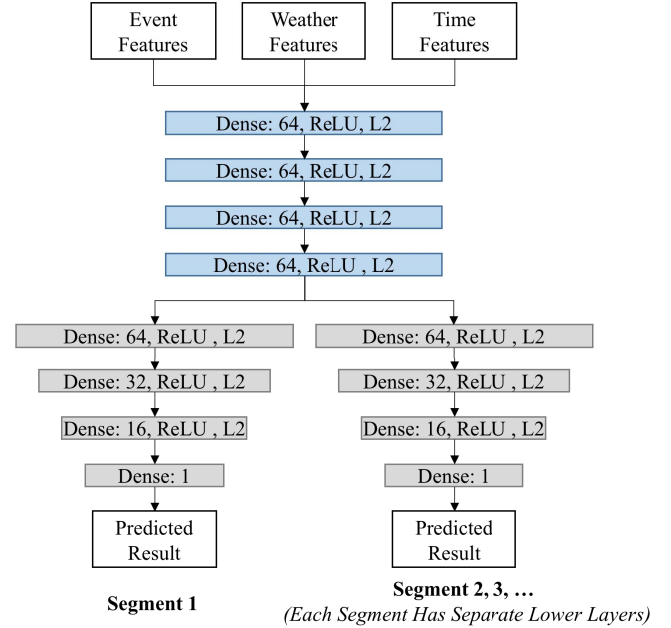 Event
Features
Weather
Features
Time
Features
Dense: 64, ReLU, L2
Dense: 64, ReLU, L2
Dense: 64, ReLU, L2
Dense: 64, ReLU , L2
Dense: 64, ReLU , L2
Dense: 32, ReLU , L2
Dense: 16, ReLU , L2
Dense: 1
Predicted
Result
Segment 1
Dense: 64, ReLU , L2
Dense: 32, ReLU , L2
Dense: 16, ReLU , L2
Dense: 1
Predicted
Result
Segment 2, 3, …
(Each Segment Has Separate Lower Layers)